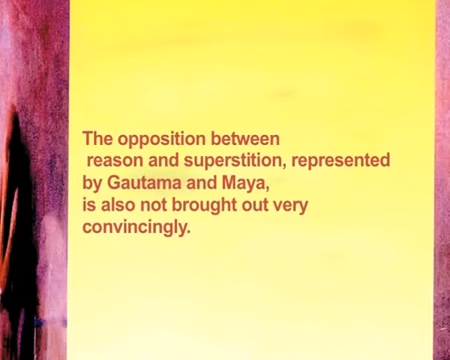 The opposition between
reason and superstition, represented
by Gautama and Maya,
is also not brought out very
convincingly.